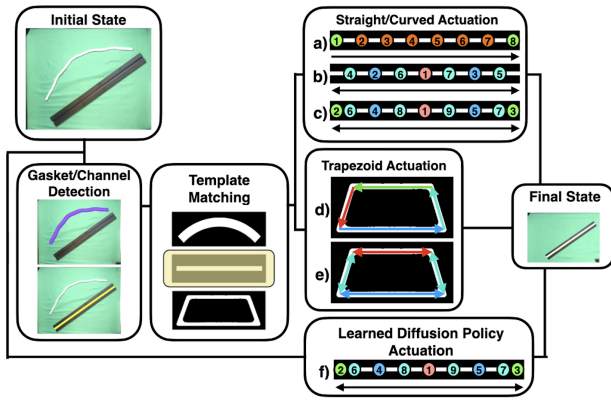 Initial State
Gasket/Channel
Detection
Template
Matching
Straight/Curved Actuation
a) 1 2 3 4 5 6 7 8
b) 4 2 6 1 7 3 5
c) 2 6 4 8 1 9 5 7 3
Trapezoid Actuation
d)
e)
Final State
Learned Diffusion Policy
Actuation
f) 2 6 4 8 1 9 5 7 3